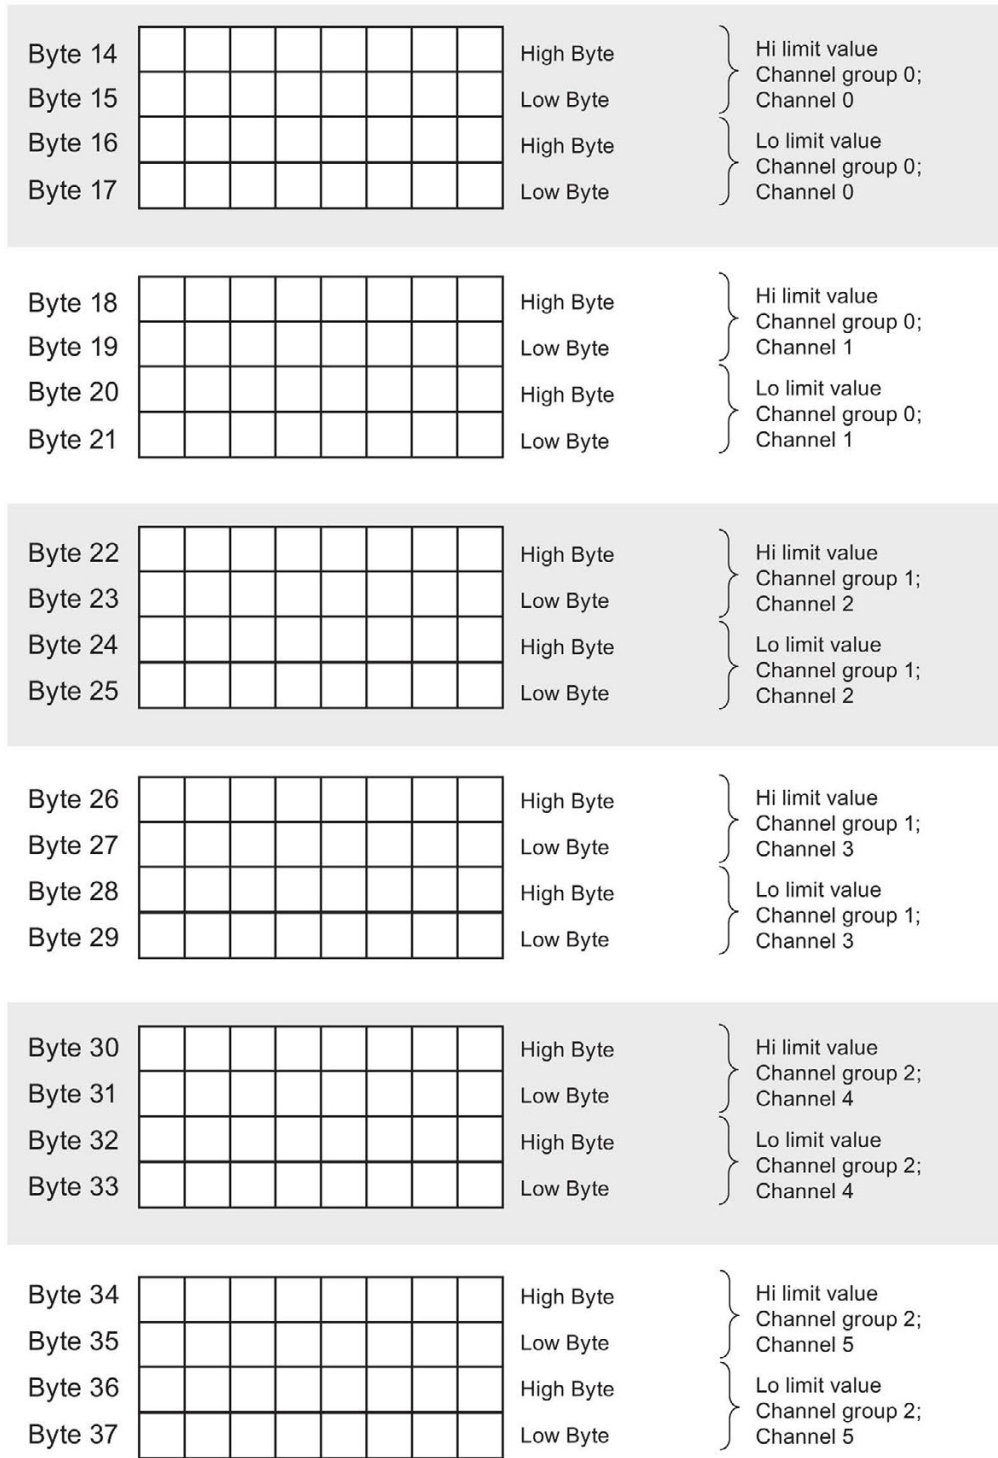 Byte 14 High Byte Hi limit value
Channel group 0;
Byte 15 Low Byte Channel 0
Byte 16 High Byte Lo limit value
Channel group 0;
Byte 17 Low Byte Channel 0
Byte 18 High Byte Hi limit value
Channel group 0;
Byte 19 Low Byte Channel 1
Byte 20 High Byte Lo limit value
Channel group 0;
Byte 21 Low Byte Channel 1
Byte 22 High Byte Hi limit value
Channel group 1;
Byte 23 Low Byte Channel 2
Byte 24 High Byte Lo limit value
Channel group 1;
Byte 25 Low Byte Channel 2
Byte 26 High Byte Hi limit value
Channel group 1;
Byte 27 Low Byte Channel 3
Byte 28 High Byte Lo limit value
Channel group 1;
Byte 29 Low Byte Channel 3
Byte 30 High Byte Hi limit value
Channel group 2;
Byte 31 Low Byte Channel 4
Byte 32 High Byte Lo limit value
Channel group 2;
Byte 33 Low Byte Channel 4
Byte 34 High Byte Hi limit value
Channel group 2;
Byte 35 Low Byte Channel 5
Byte 36 High Byte Lo limit value
Channel group 2;
Byte 37 Low Byte Channel 5